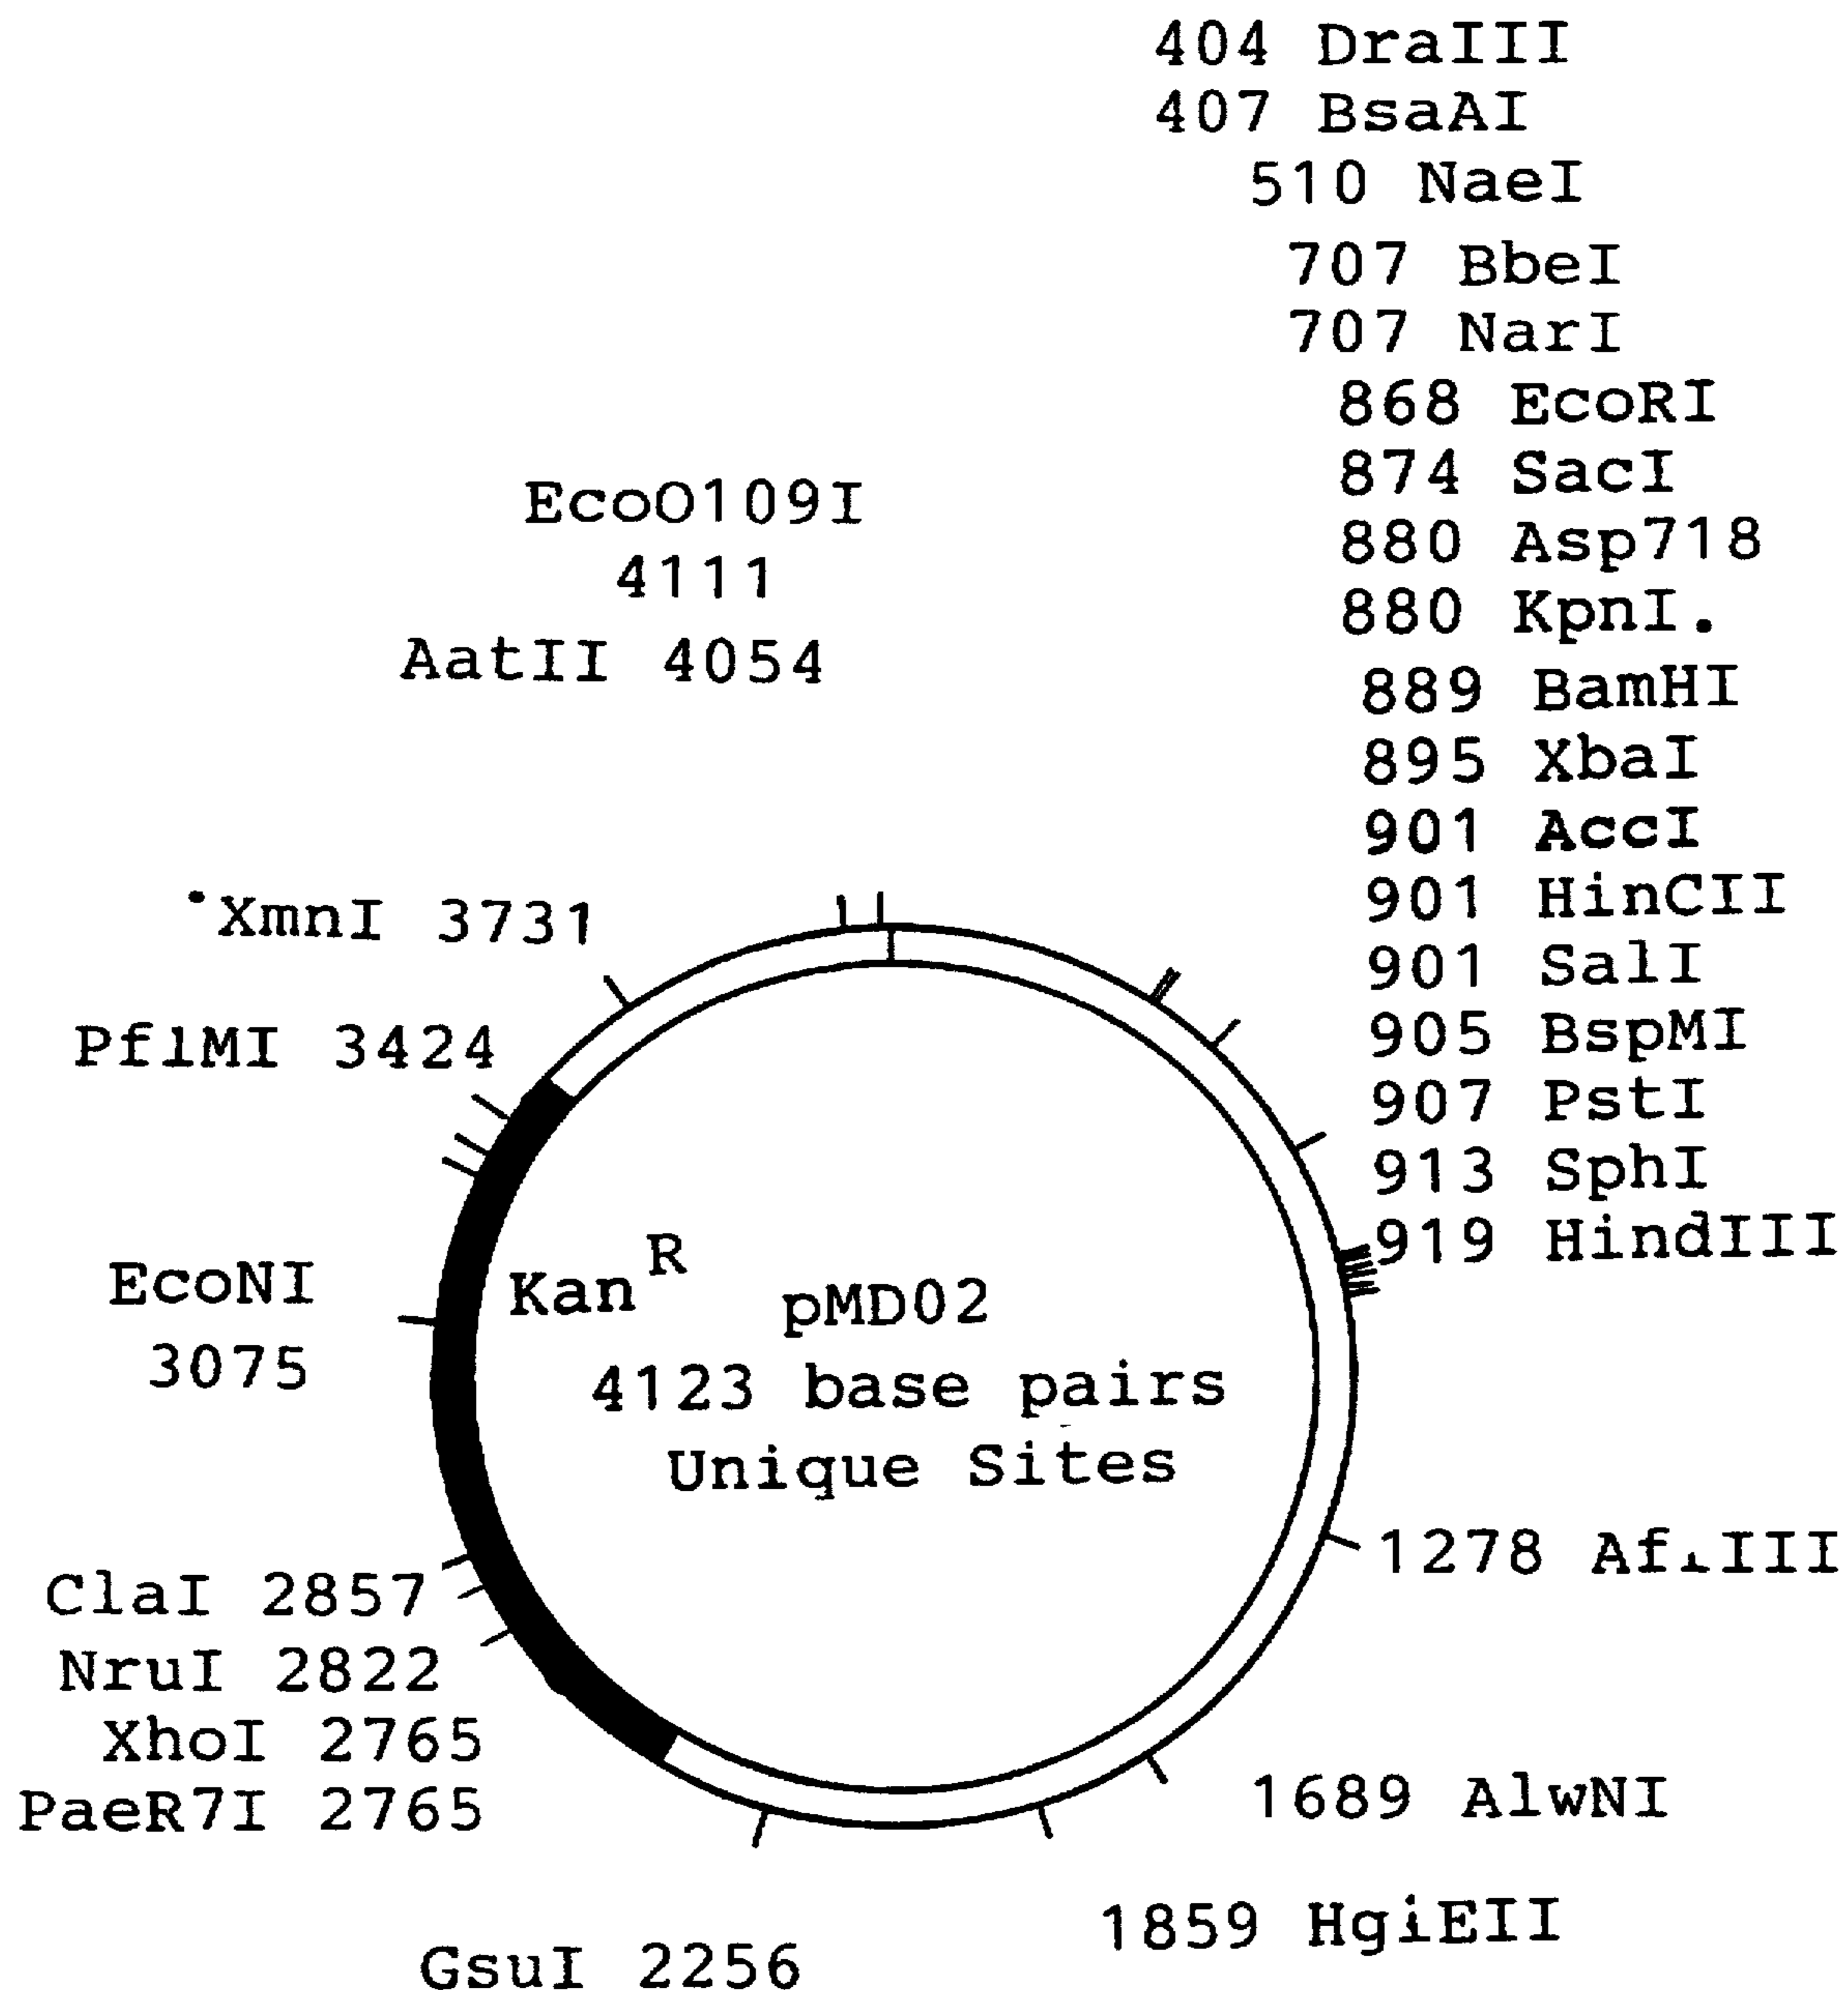 404 DraIII
407 BsaAI
510 NaeI
707 BbeI
707 NarI
868 EcoRI
874 SacI
880 Asp718
880 KpnI.
889 BamHI
895 XbaI
901 AccI
901 HinCII
901 SalI
905 BspMI
907 PstI
913 SphI
919 HindIII
1278
1689 AlwNI
1859 HgiEII
GsuI 2256
PaeR7I 2765
XhoI 2765
NruI 2822
ClaI 2857
EcoNI
3075
PflMI 3424
XmnI 3731
AatII 4054
EcoO109I
4111
Kan R
pMD02
4123 base pairs
Unique Sites